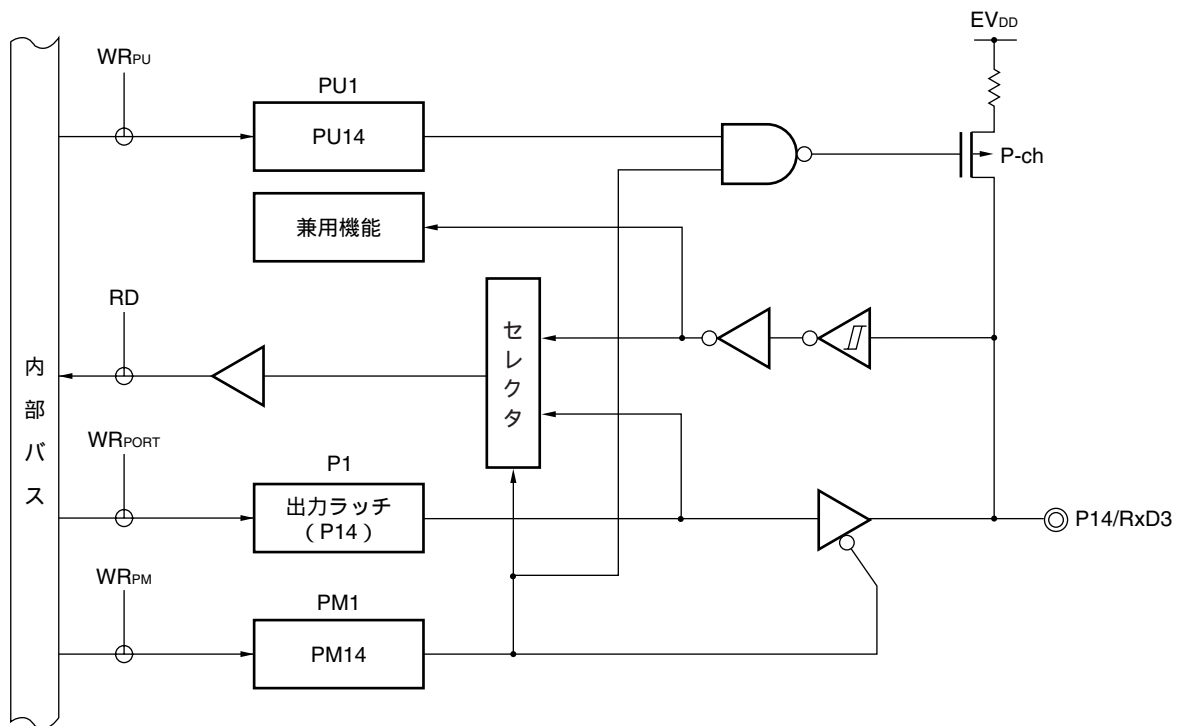 EVDD
WRPU
PU1
PU14
P-ch
兼用機能
RD
セレクタ
内部バス
WRPORT
P1
出力ラッチ
(P14)
P14/RxD3
WRPM
PM1
PM14